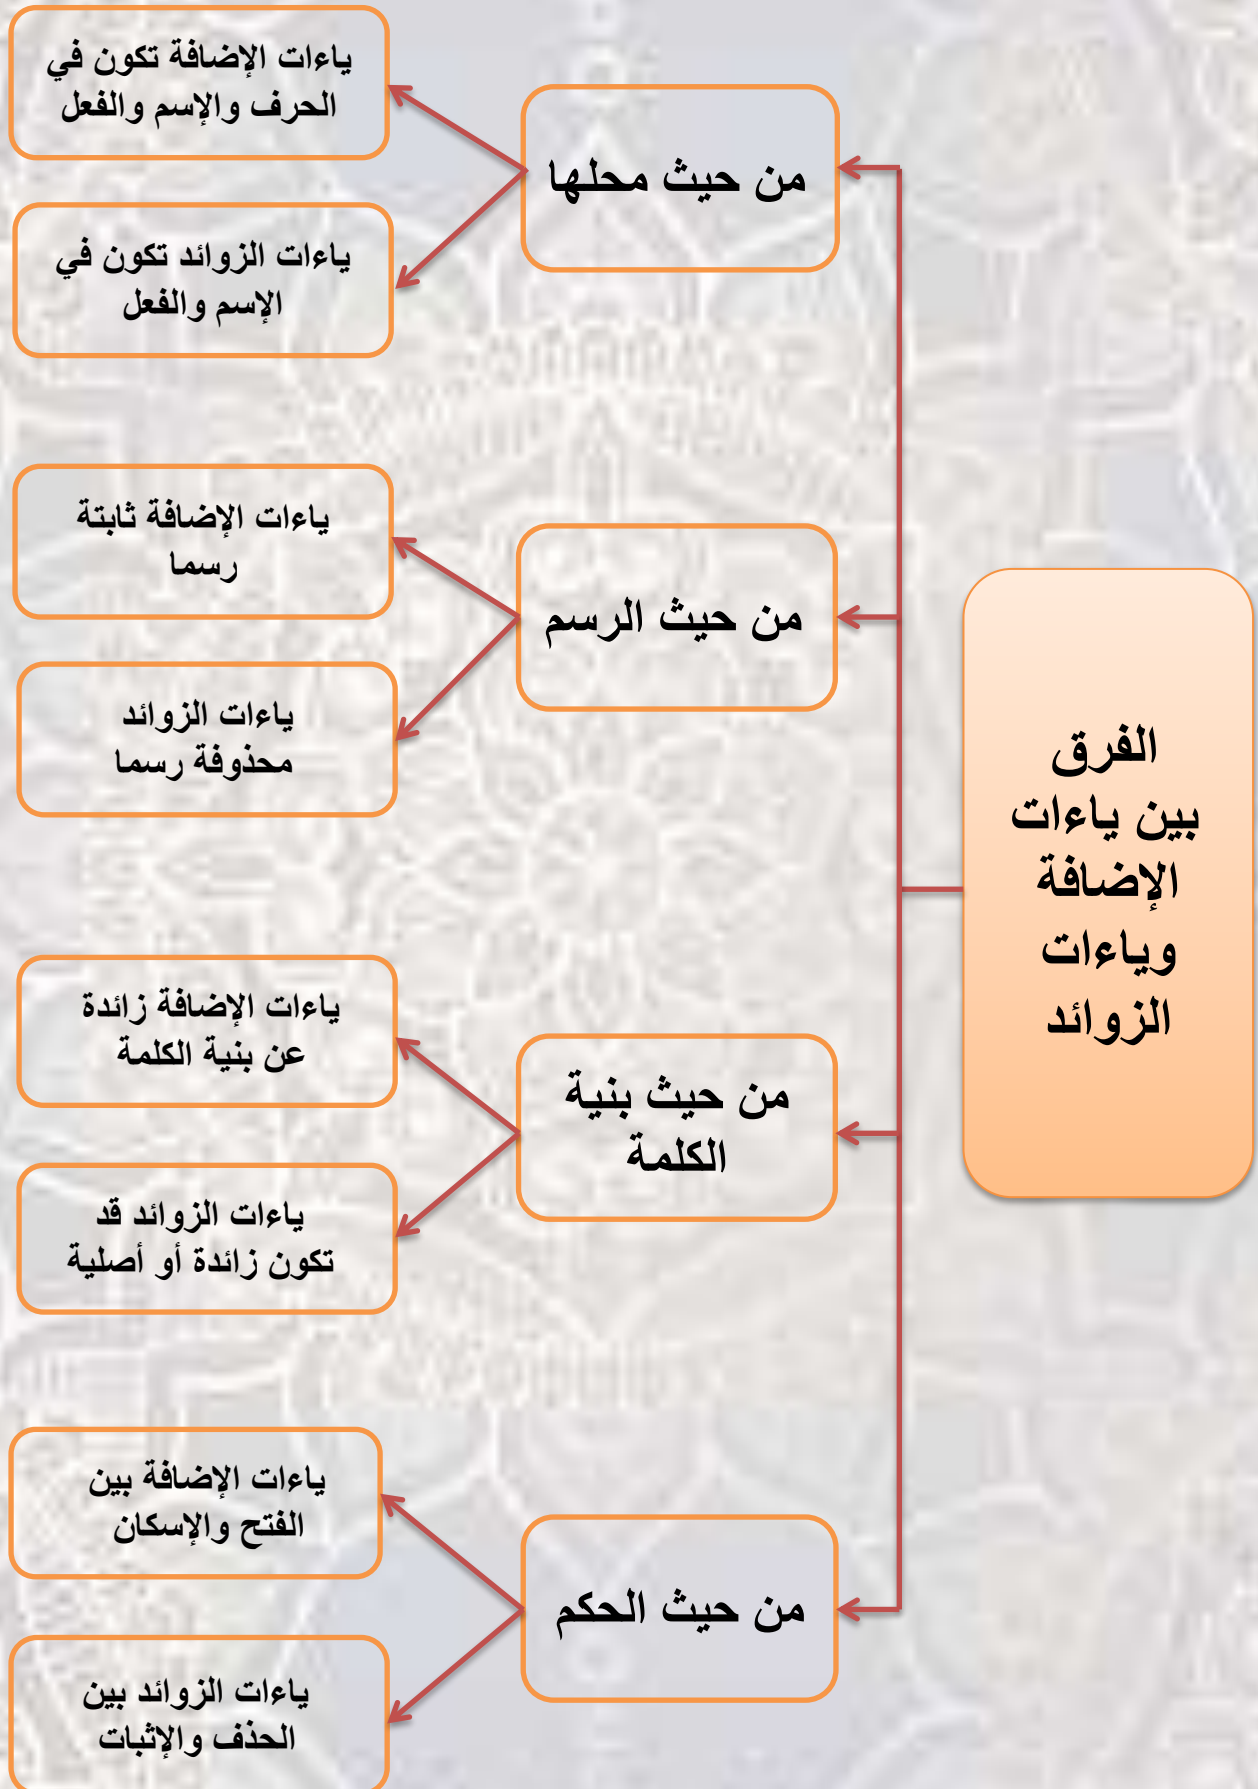 الفرق
بين ياءات
الإضافة
وياءات
الزوائد
من حيث محلها
ياءات الإضافة تكون في
الحرف والإسم والفعل
ياءات الزوائد تكون في
الإسم والفعل
من حيث الرسم
ياءات الإضافة ثابتة
رسما
ياءات الزوائد
محذوفة رسما
من حيث بنية
الكلمة
ياءات الإضافة زائدة
عن بنية الكلمة
ياءات الزوائد قد
تكون زائدة أو أصلية
من حيث الحكم
ياءات الإضافة بين
الفتح والإسكان
ياءات الزوائد بين
الحذف والإثبات